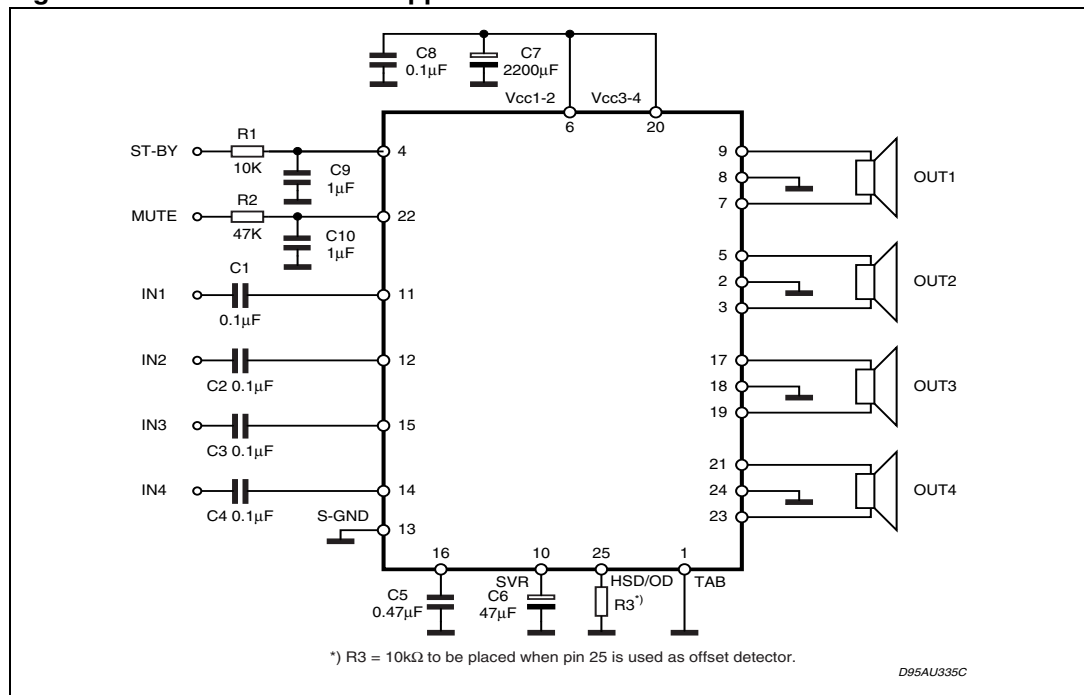 C8
0.1µF
C7
2200µF
Vcc1-2
Vcc3-4
6
20
ST-BY
R1
10K
4
C9
1µF
MUTE
R2
47K
22
C10
1µF
IN1
C1
0.1µF
11
IN2
C2 0.1µF
12
IN3
C3 0.1µF
15
IN4
C4 0.1µF
14
S-GND
13
9
8
7
OUT1
5
2
3
OUT2
17
18
19
OUT3
21
24
23
OUT4
16
10
25
1
SVR
HSD/OD
TAB
C5
0.47µF
C6
47µF
R3*)
*) R3 = 10kΩ to be placed when pin 25 is used as offset detector.
D95AU335C